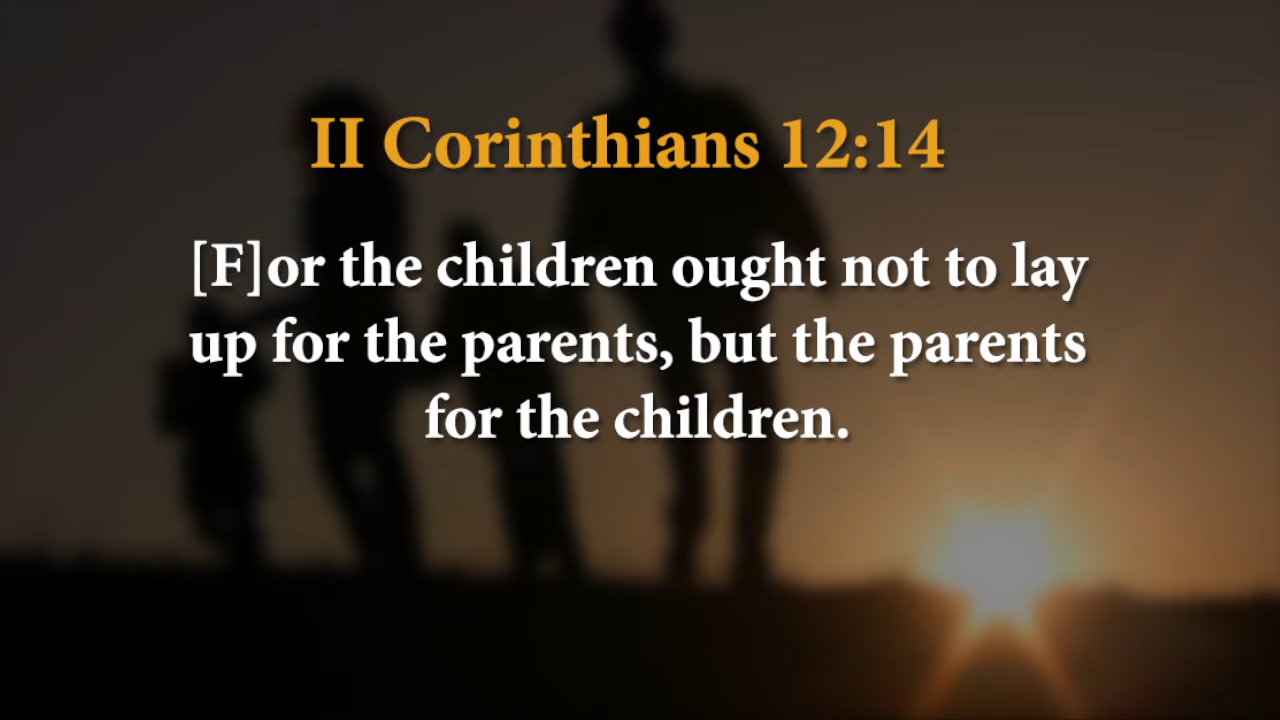 II Corinthians 12:14
[F]or the children ought not to lay
up for the parents, but the parents
for the children.